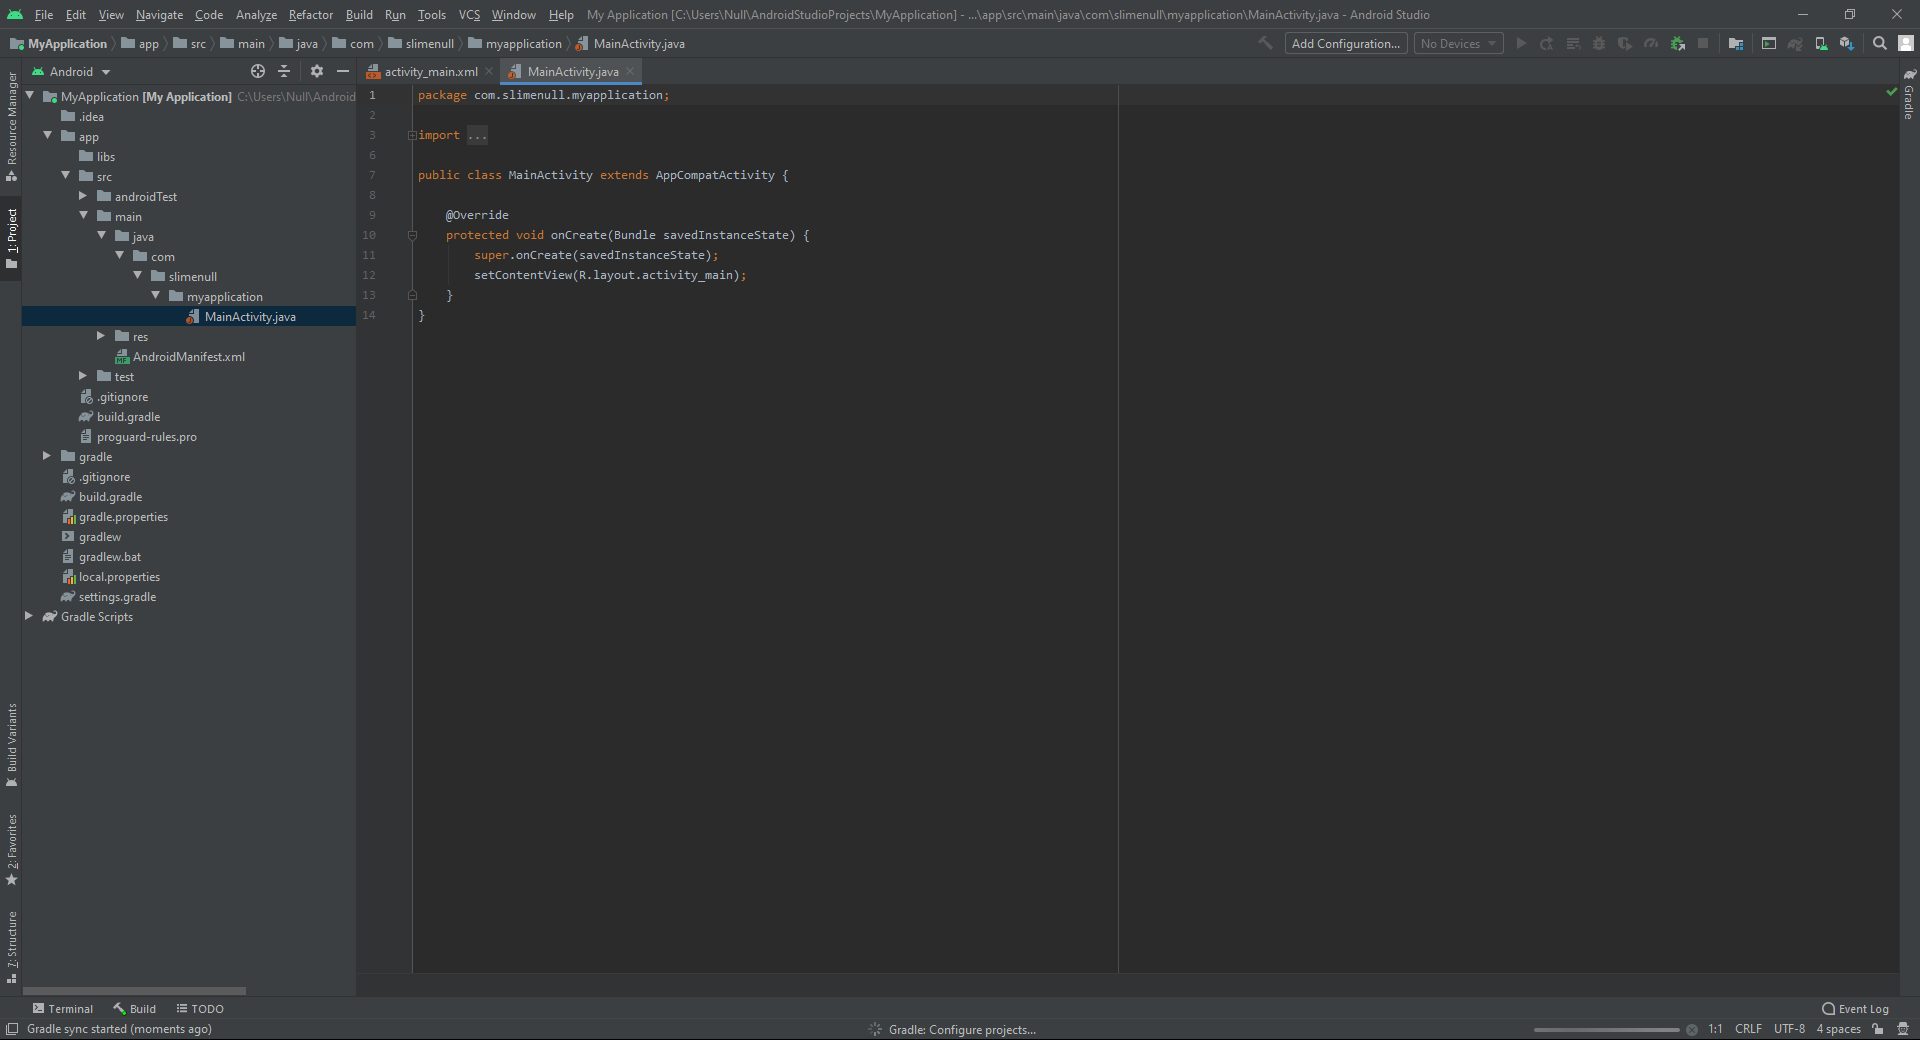 File Edit View Navigate Code Analyze Refactor Build Run Tools VCS Window Help My Application [C:\Users\Null\AndroidStudioProjects\MyApplication] - ...\app\src\main\java\com\slimenull\myapplication\MainActivity.java - Android Studio
MyApplication app src main java com slimenull myapplication MainActivity.java Add Configuration... No Devices
Android
activity_main.xml MainActivity.java
Resource Manager
1: Project
Build Variants
2: Favorites
7: Structure
MyApplication [My Application] C:\Users\Null\Android
.idea
app
libs
src
androidTest
main
java
com
slimenull
myapplication
MainActivity.java
res
AndroidManifest.xml
test
.gitignore
build.gradle
proguard-rules.pro
gradle
.gitignore
build.gradle
gradle.properties
gradlew
gradlew.bat
local.properties
settings.gradle
Gradle Scripts
1 package com.slimenull.myapplication;
2
3 import ...
6
7 public class MainActivity extends AppCompatActivity {
8
9 @Override
10 protected void onCreate(Bundle savedInstanceState) {
11 super.onCreate(savedInstanceState);
12 setContentView(R.layout.activity_main);
13 }
14 }
Gradle
Terminal Build TODO Event Log
Gradle sync started (moments ago) Gradle: Configure projects... 1:1 CRLF UTF-8 4 spaces